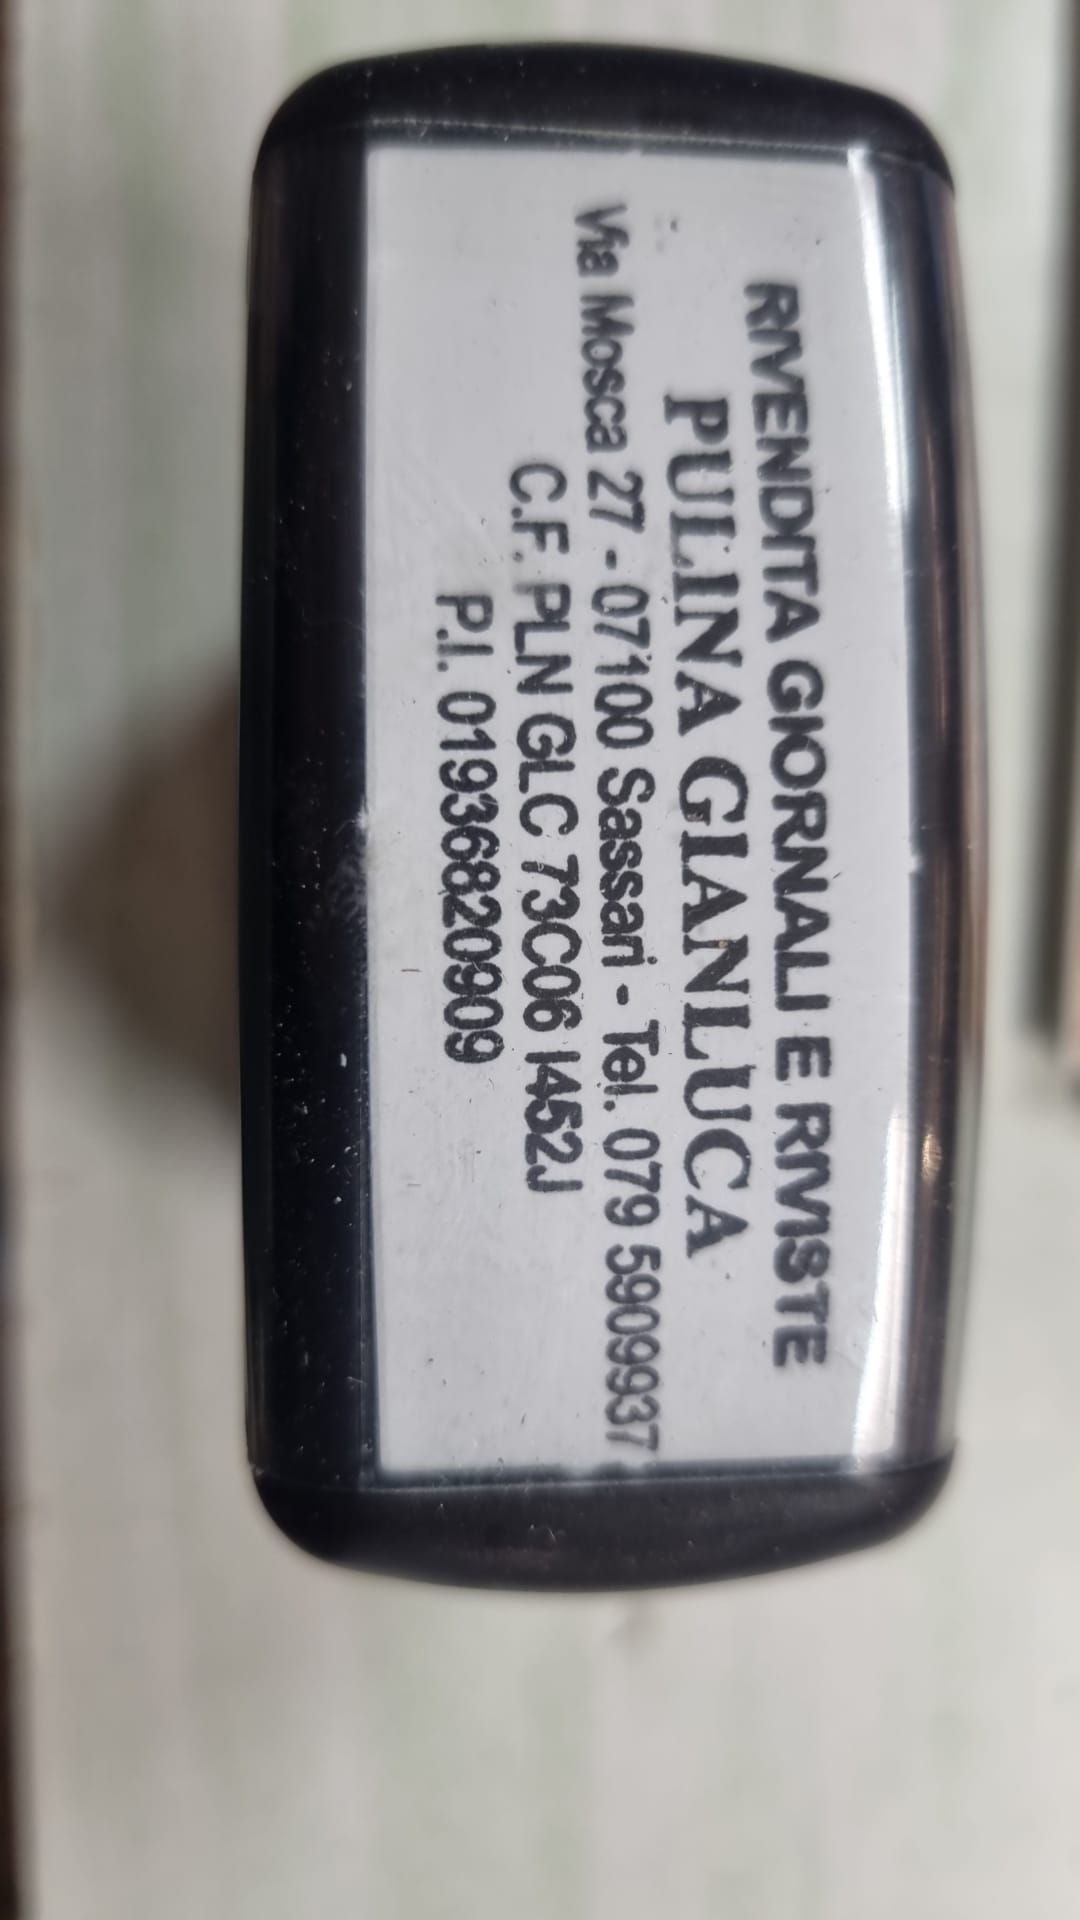 RIVENDITA GIORNALI E RIVISTE
PULINA GIANLUCA
Via Mosca 27 - 07100 Sassari - Tel. 079 5909937
C.F. PLN GLC 73C06 I452J
P.I. 01936820909